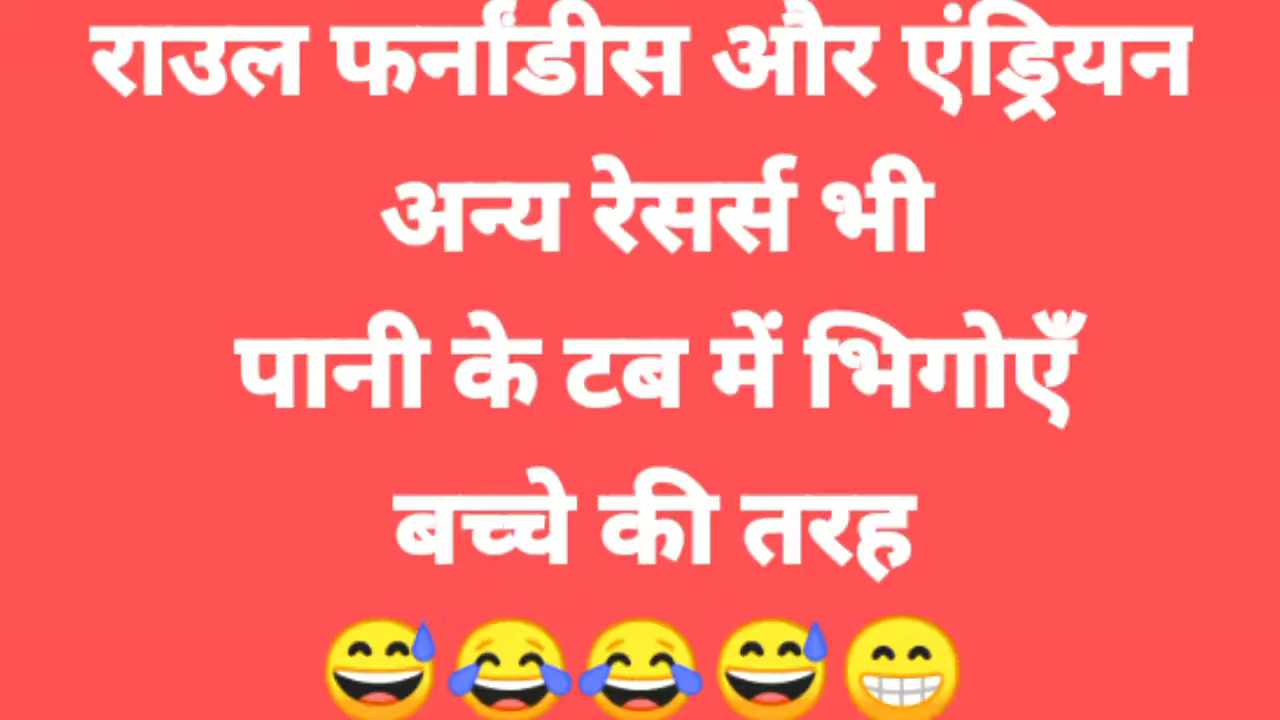 राउल फर्नांडीस और एंड्रियन
अन्य रेसर्स भी
पानी के टब में भिगोएँ
बच्चे की तरह
😅😂😂😅😁